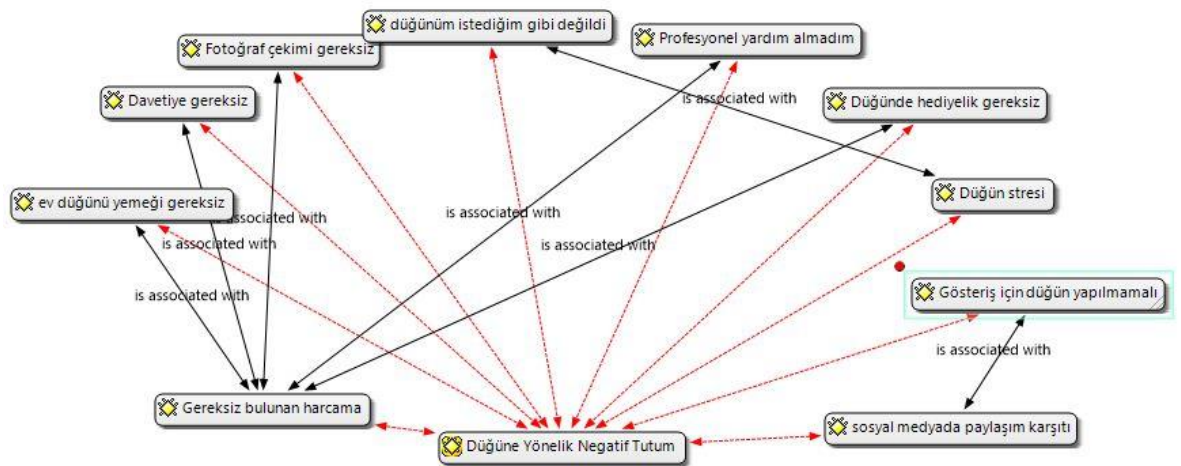 düğünüm istediğim gibi değildi
Profesyonel yardım almadım
Fotoğraf çekimi gereksiz
Davetiye gereksiz
is associated with
Düğünde hediyelik gereksiz
ev düğünü yemeği gereksiz
Düğün stresi
is associated with
is associated with
is associated with
is associated with
is associated with
Gösteriş için düğün yapılmamalı
is associated with
Gereksiz bulunan harcama
Düğüne Yönelik Negatif Tutum
sosyal medyada paylaşım karşıtı